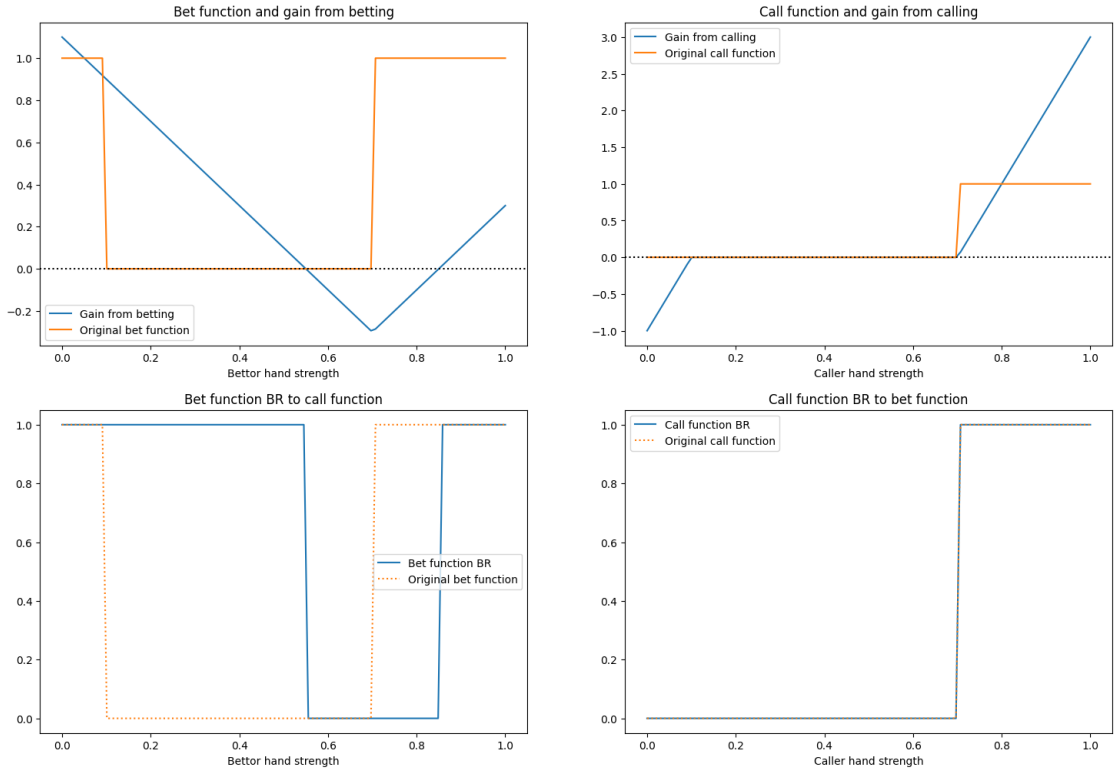 Bet function and gain from betting
1.0
0.8
0.6
0.4
0.2
0.0
−0.2
Gain from betting
Original bet function
0.0 0.2 0.4 0.6 0.8 1.0
Bettor hand strength
Call function and gain from calling
3.0
2.5
2.0
1.5
1.0
0.5
0.0
−0.5
−1.0
Gain from calling
Original call function
0.0 0.2 0.4 0.6 0.8 1.0
Caller hand strength
Bet function BR to call function
1.0
0.8
0.6
0.4
0.2
0.0
Bet function BR
Original bet function
0.0 0.2 0.4 0.6 0.8 1.0
Bettor hand strength
Call function BR to bet function
1.0
0.8
0.6
0.4
0.2
0.0
Call function BR
Original call function
0.0 0.2 0.4 0.6 0.8 1.0
Caller hand strength